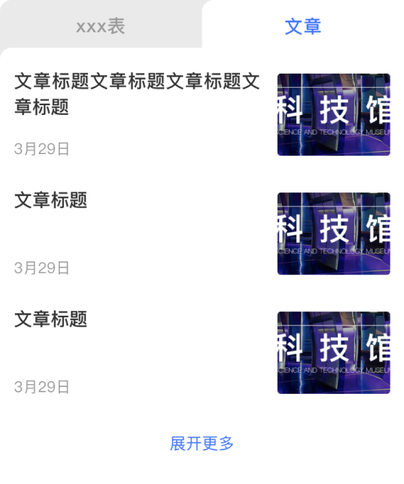 xxx表
文章
文章标题文章标题文章标题文
章标题
3月29日
科技馆
SCIENCE AND TECHNOLOGY MUSEUM
文章标题
3月29日
科技馆
SCIENCE AND TECHNOLOGY MUSEUM
文章标题
3月29日
科技馆
SCIENCE AND TECHNOLOGY MUSEUM
展开更多